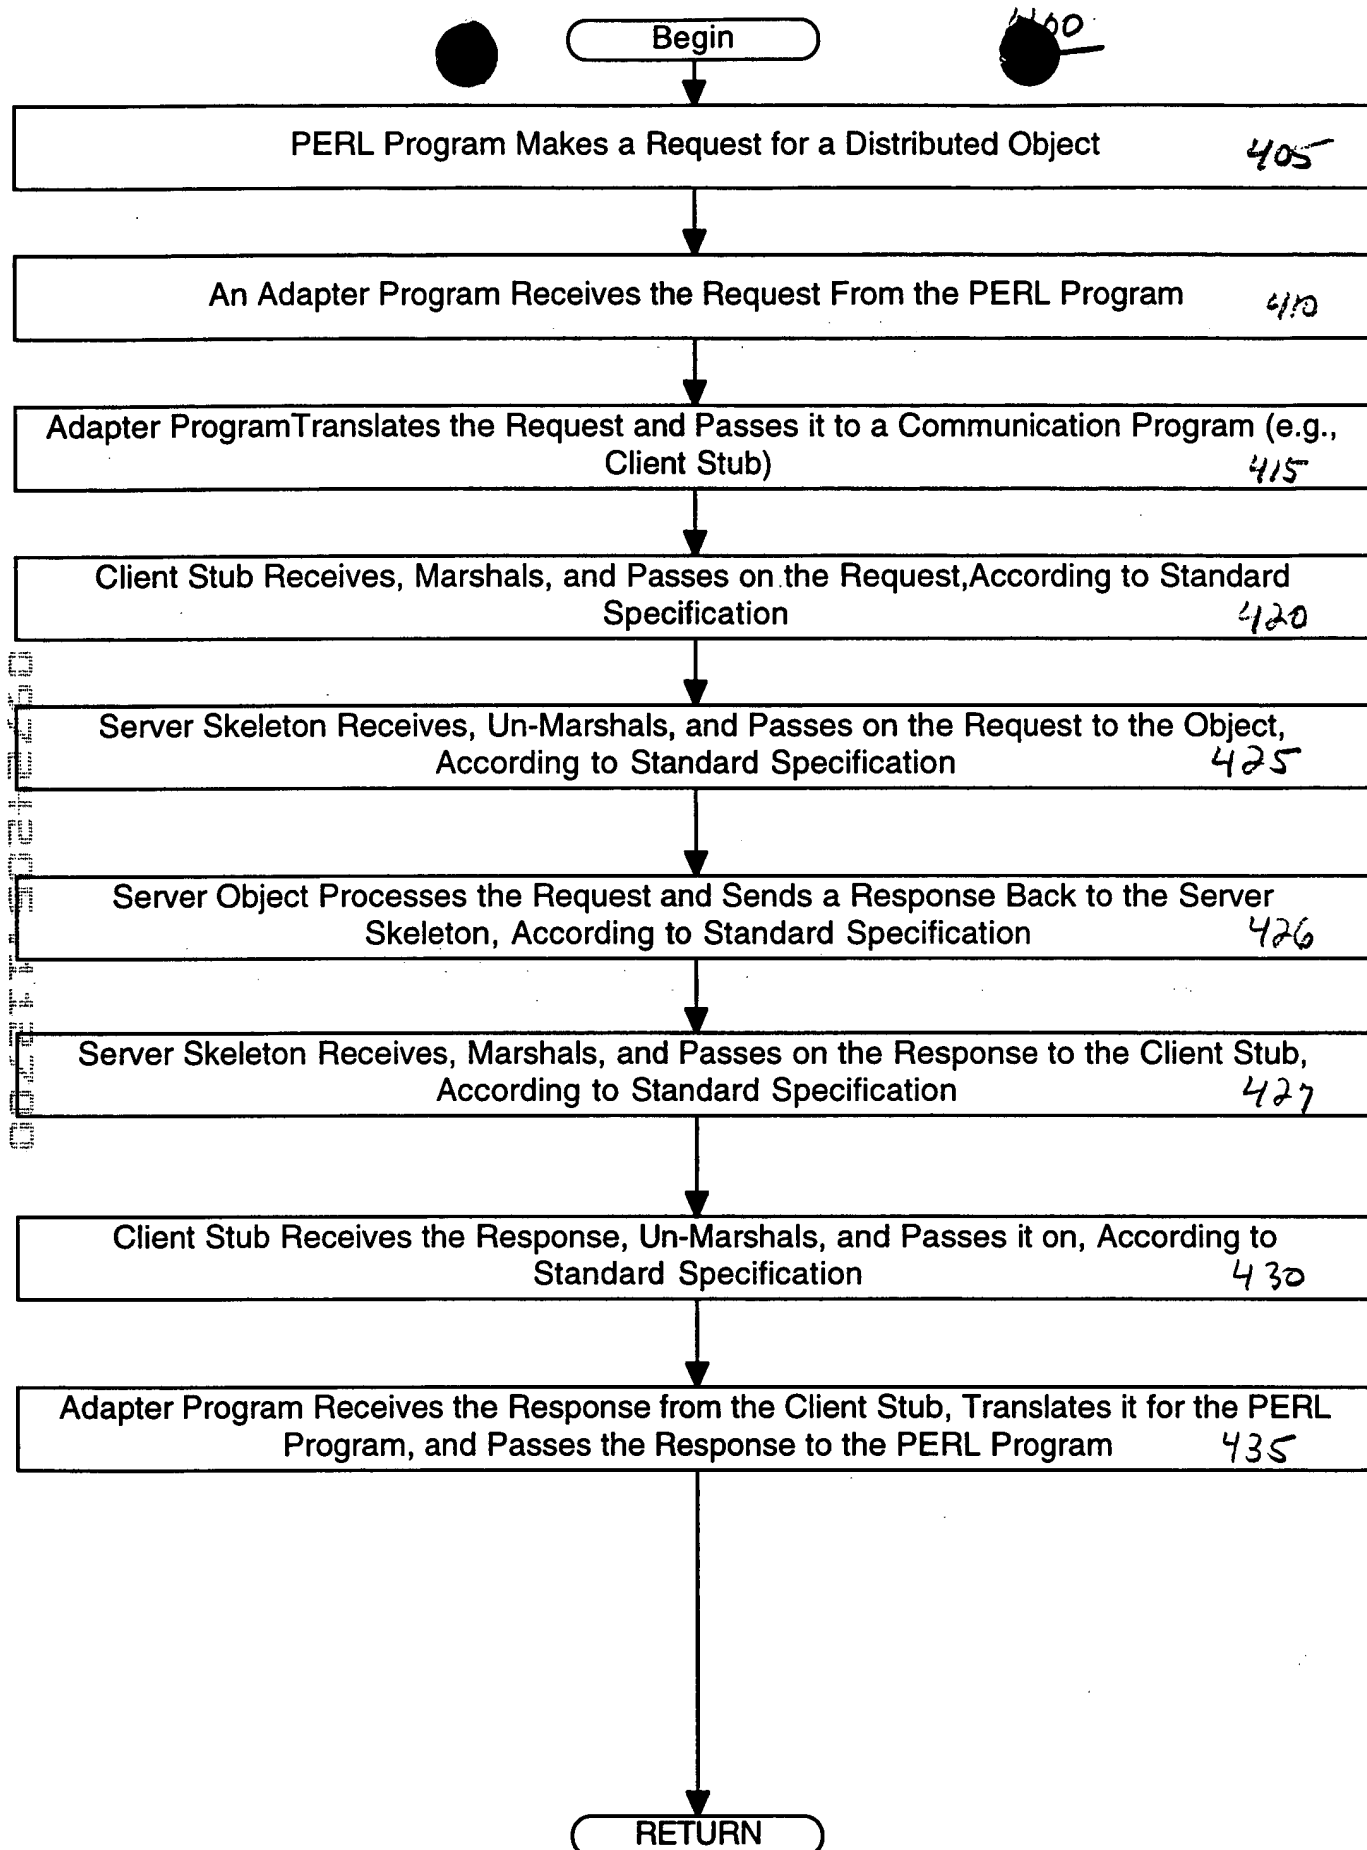 Begin
PERL Program Makes a Request for a Distributed Object 405
An Adapter Program Receives the Request From the PERL Program 410
Adapter ProgramTranslates the Request and Passes it to a Communication Program (e.g.,
Client Stub) 415
Client Stub Receives, Marshals, and Passes on the Request,According to Standard
Specification 420
Server Skeleton Receives, Un-Marshals, and Passes on the Request to the Object,
According to Standard Specification 425
Server Object Processes the Request and Sends a Response Back to the Server
Skeleton, According to Standard Specification 426
Server Skeleton Receives, Marshals, and Passes on the Response to the Client Stub,
According to Standard Specification 427
Client Stub Receives the Response, Un-Marshals, and Passes it on, According to
Standard Specification 430
Adapter Program Receives the Response from the Client Stub, Translates it for the PERL
Program, and Passes the Response to the PERL Program 435
RETURN